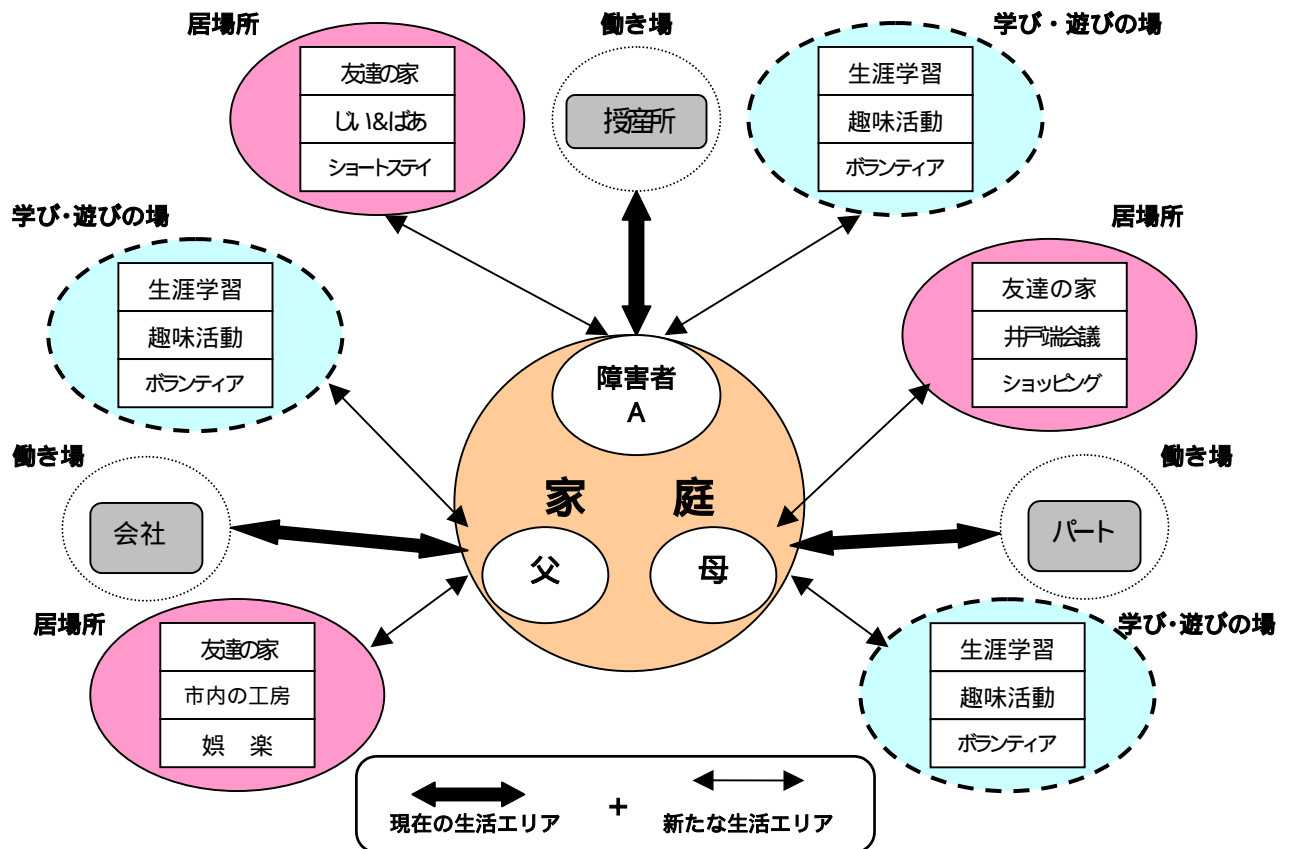 居場所
友達の家
じい&ばあ
ショートステイ
働き場
授産所
学び・遊びの場
生涯学習
趣味活動
ボランティア
学び・遊びの場
生涯学習
趣味活動
ボランティア
居場所
友達の家
井戸端会議
ショッピング
障害者
A
家 庭
父
母
働き場
会社
働き場
パート
居場所
友達の家
市内の工房
娯 楽
学び・遊びの場
生涯学習
趣味活動
ボランティア
+
現在の生活エリア
新たな生活エリア